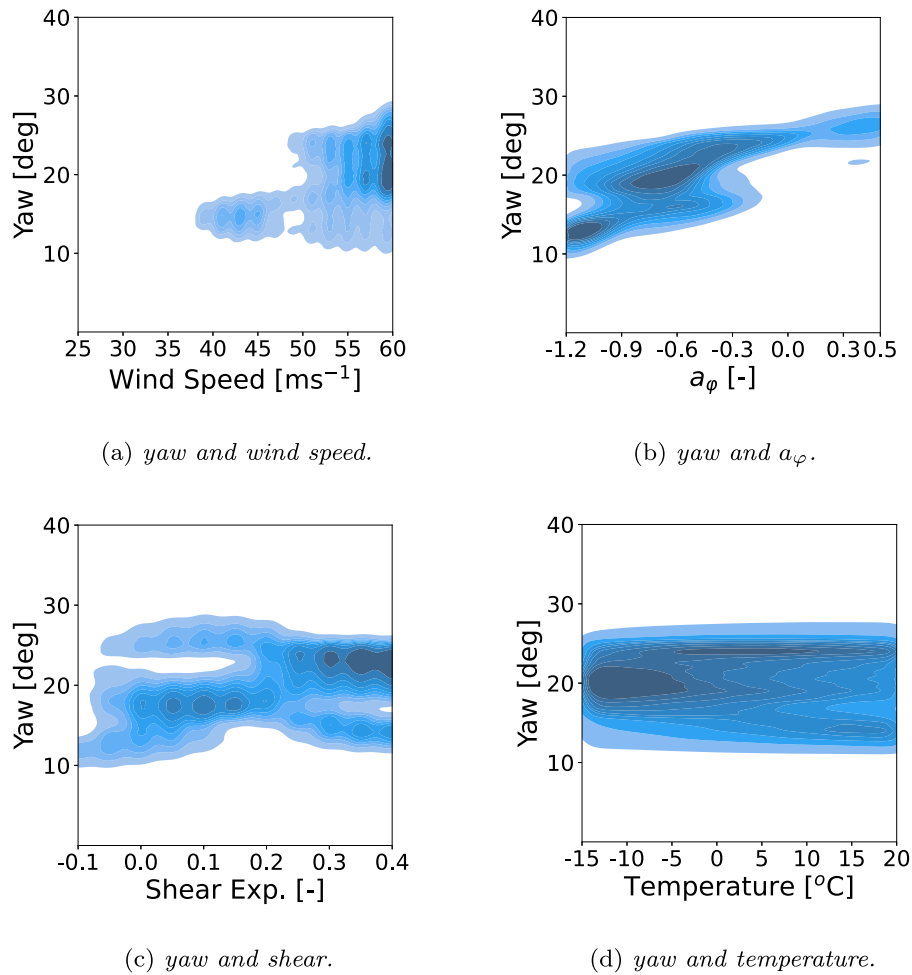 40
30
20
10
Yaw [deg]
25 30 35 40 45 50 55 60
Wind Speed [ms⁻¹]
(a) yaw and wind speed.
40
30
20
10
Yaw [deg]
-1.2 -0.9 -0.6 -0.3 0.0 0.3 0.5
aφ [-]
(b) yaw and aφ.
40
30
20
10
Yaw [deg]
-0.1 0.0 0.1 0.2 0.3 0.4
Shear Exp. [-]
(c) yaw and shear.
40
30
20
10
Yaw [deg]
-15 -10 -5 0 5 10 15 20
Temperature [°C]
(d) yaw and temperature.